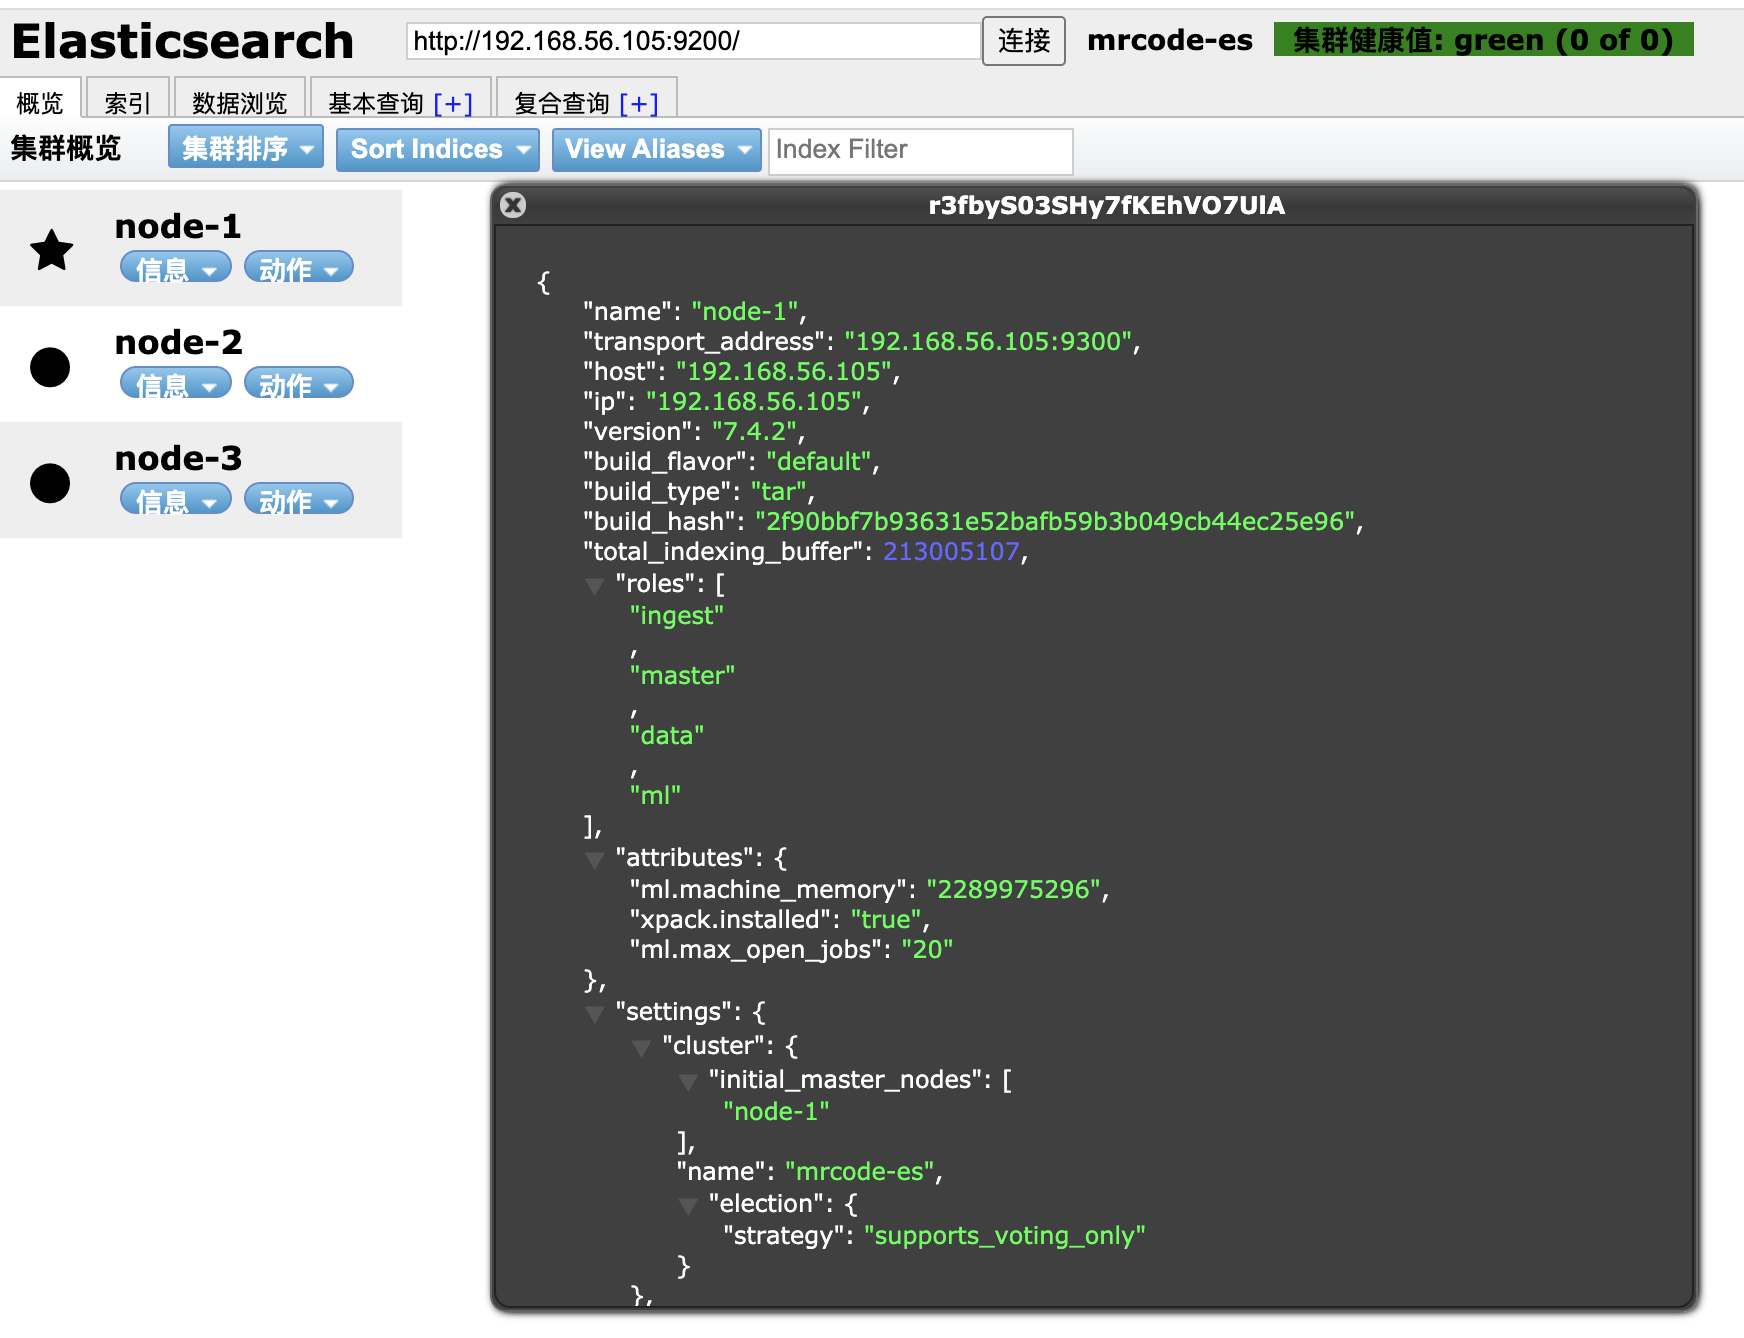 Elasticsearch http://192.168.56.105:9200/ 连接 mrcode-es 集群健康值: green (0 of 0)
概览 索引 数据浏览 基本查询 [+] 复合查询 [+]
集群概览 集群排序 Sort Indices View Aliases Index Filter
node-1
信息 动作
node-2
信息 动作
node-3
信息 动作
r3fbyS03SHy7fKEhVO7UlA
{
"name": "node-1",
"transport_address": "192.168.56.105:9300",
"host": "192.168.56.105",
"ip": "192.168.56.105",
"version": "7.4.2",
"build_flavor": "default",
"build_type": "tar",
"build_hash": "2f90bbf7b93631e52bafb59b3b049cb44ec25e96",
"total_indexing_buffer": 213005107,
"roles": [
"ingest"
,
"master"
,
"data"
,
"ml"
],
"attributes": {
"ml.machine_memory": "2289975296",
"xpack.installed": "true",
"ml.max_open_jobs": "20"
},
"settings": {
"cluster": {
"initial_master_nodes": [
"node-1"
],
"name": "mrcode-es",
"election": {
"strategy": "supports_voting_only"
}
},